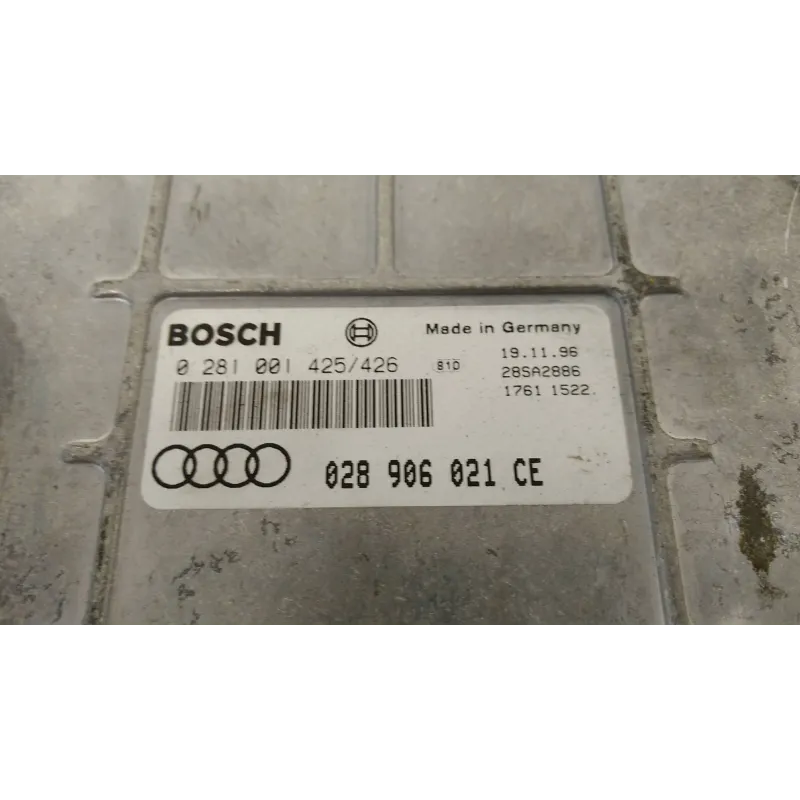 BOSCH
Made in Germany
0 281 001 425/426
S10
19.11.96
28SA2886
1761 1522
028 906 021 CE